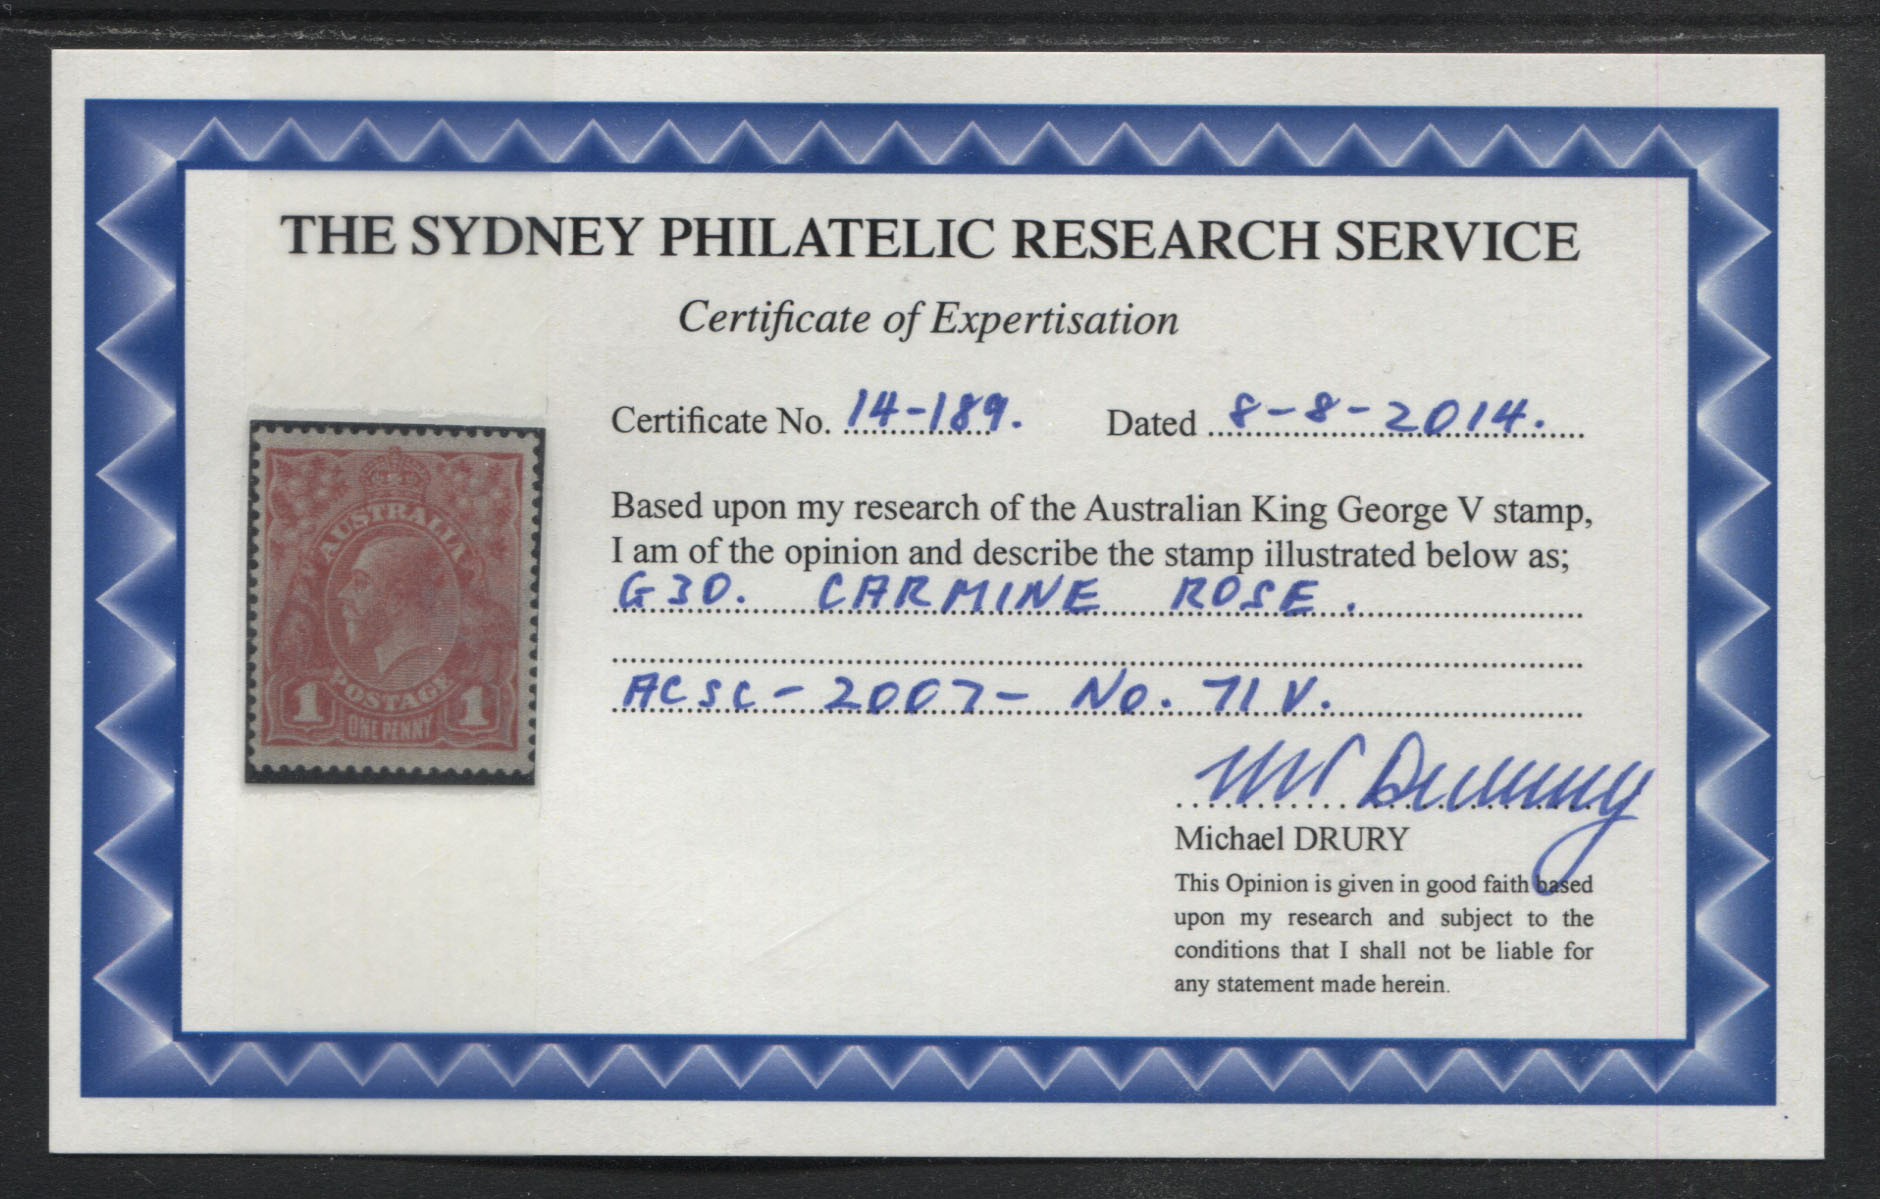 THE SYDNEY PHILATELIC RESEARCH SERVICE
Certificate of Expertisation
Certificate No. 14-189.
Dated 8-8-2014.
Based upon my research of the Australian King George V stamp,
I am of the opinion and describe the stamp illustrated below as;
G30. CARMINE ROSE.
ACSC-2007- No. 71V.
AUSTRALIA
POSTAGE
1 ONE PENNY 1
Michael DRURY
This Opinion is given in good faith based
upon my research and subject to the
conditions that I shall not be liable for
any statement made herein.